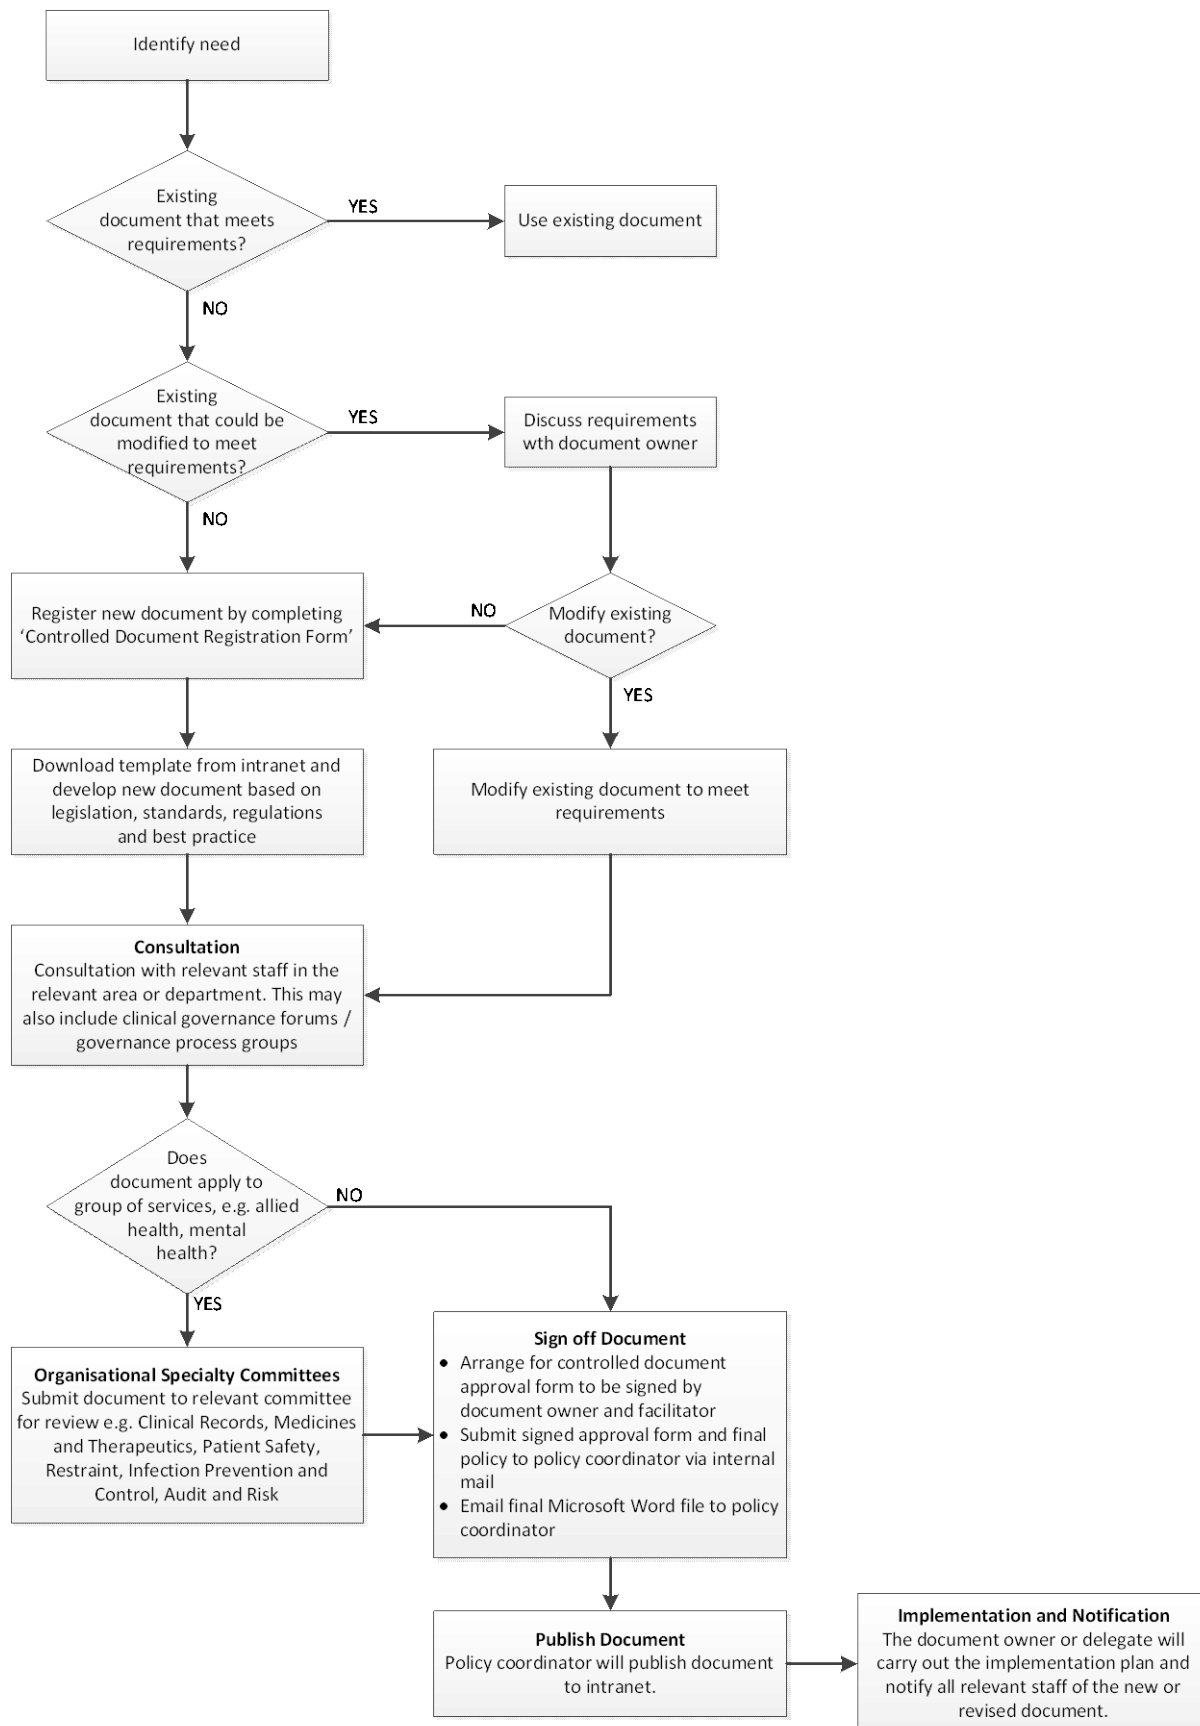 Identify need
Existing
document that meets
requirements?
YES
Use existing document
NO
Existing
document that could be
modified to meet
requirements?
YES
Discuss requirements
wth document owner
NO
Register new document by completing
‘Controlled Document Registration Form’
NO
Modify existing
document?
YES
Download template from intranet and
develop new document based on
legislation, standards, regulations
and best practice
Modify existing document to meet
requirements
Consultation
Consultation with relevant staff in the
relevant area or department. This may
also include clinical governance forums /
governance process groups
Does
document apply to
group of services, e.g. allied
health, mental
health?
NO
YES
Organisational Specialty Committees
Submit document to relevant committee
for review e.g. Clinical Records, Medicines
and Therapeutics, Patient Safety,
Restraint, Infection Prevention and
Control, Audit and Risk
Sign off Document
• Arrange for controlled document
approval form to be signed by
document owner and facilitator
• Submit signed approval form and final
policy to policy coordinator via internal
mail
• Email final Microsoft Word file to policy
coordinator
Publish Document
Policy coordinator will publish document
to intranet.
Implementation and Notification
The document owner or delegate will
carry out the implementation plan and
notify all relevant staff of the new or
revised document.